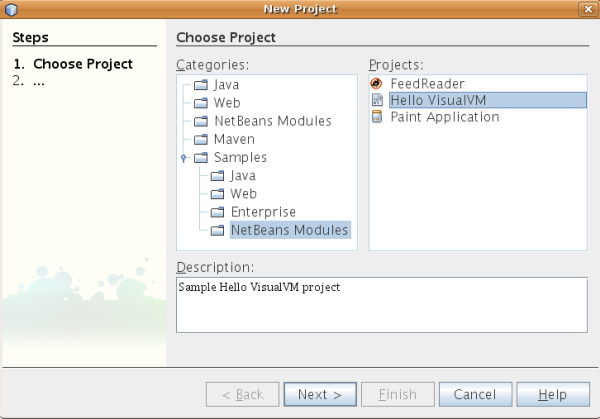 New Project
Steps
1. Choose Project
2. ...
Choose Project
Categories:
Java
Web
NetBeans Modules
Maven
Samples
Java
Web
Enterprise
NetBeans Modules
Projects:
FeedReader
Hello VisualVM
Paint Application
Description:
Sample Hello VisualVM project
< Back
Next >
Finish
Cancel
Help